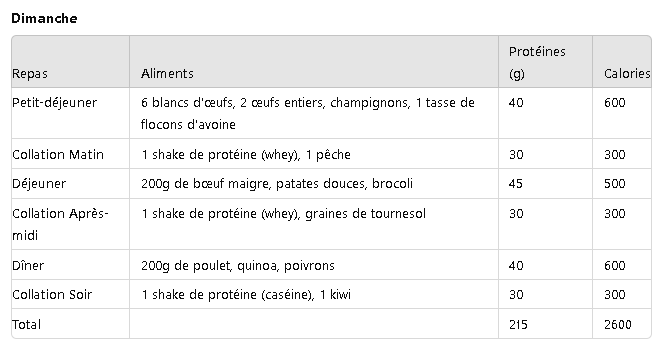 Dimanche
Protéines
Repas Aliments (g) Calories
Petit-déjeuner 6 blancs d'œufs, 2 œufs entiers, champignons, 1 tasse de 40 600
flocons d'avoine
Collation Matin 1 shake de protéine (whey), 1 pêche 30 300
Déjeuner 200g de bœuf maigre, patates douces, brocoli 45 500
Collation Après- 1 shake de protéine (whey), graines de tournesol 30 300
midi
Dîner 200g de poulet, quinoa, poivrons 40 600
Collation Soir 1 shake de protéine (caséine), 1 kiwi 30 300
Total 215 2600